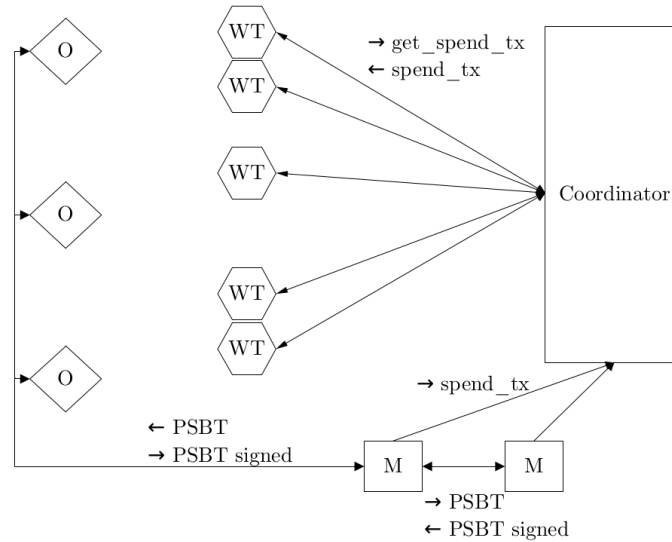 O
WT
→ get_spend_tx
← spend_tx
WT
WT
Coordinator
O
WT
WT
O
→ spend_tx
← PSBT
→ PSBT signed
M
M
→ PSBT
← PSBT signed